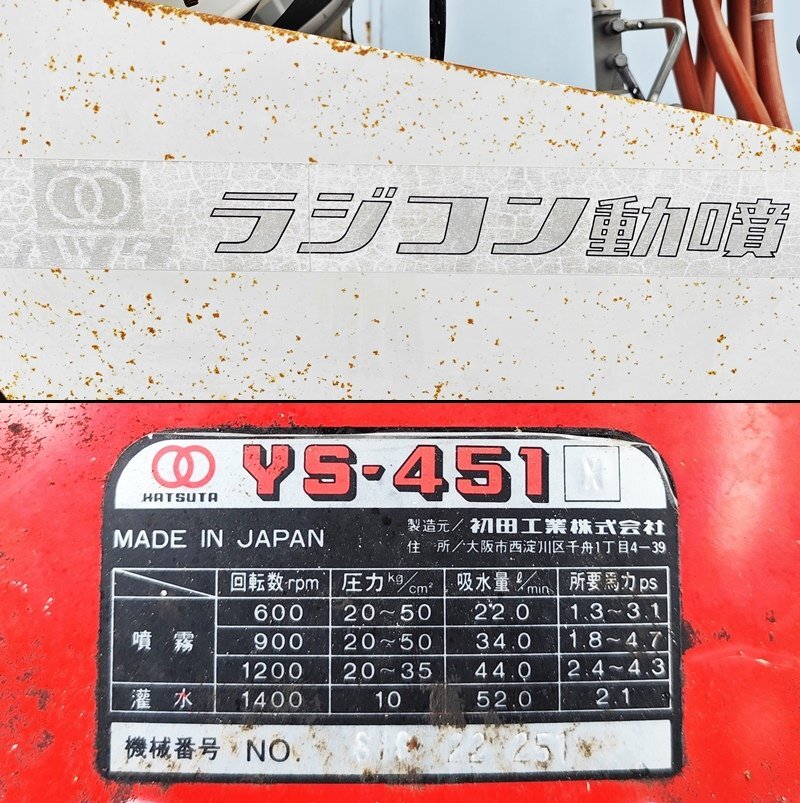 ラジコン動噴
HATSUTA YS-451 X
MADE IN JAPAN
製造元/初田工業株式会社
住 所/大阪市西淀川区千舟1丁目4-39
回転数rpm 圧力kg/cm² 吸水量ℓ/min 所要馬力ps
噴霧 600 20~50 22.0 1.3~3.1
900 20~50 34.0 1.8~4.7
1200 20~35 44.0 2.4~4.3
灌水 1400 10 52.0 2.1
機械番号 NO.